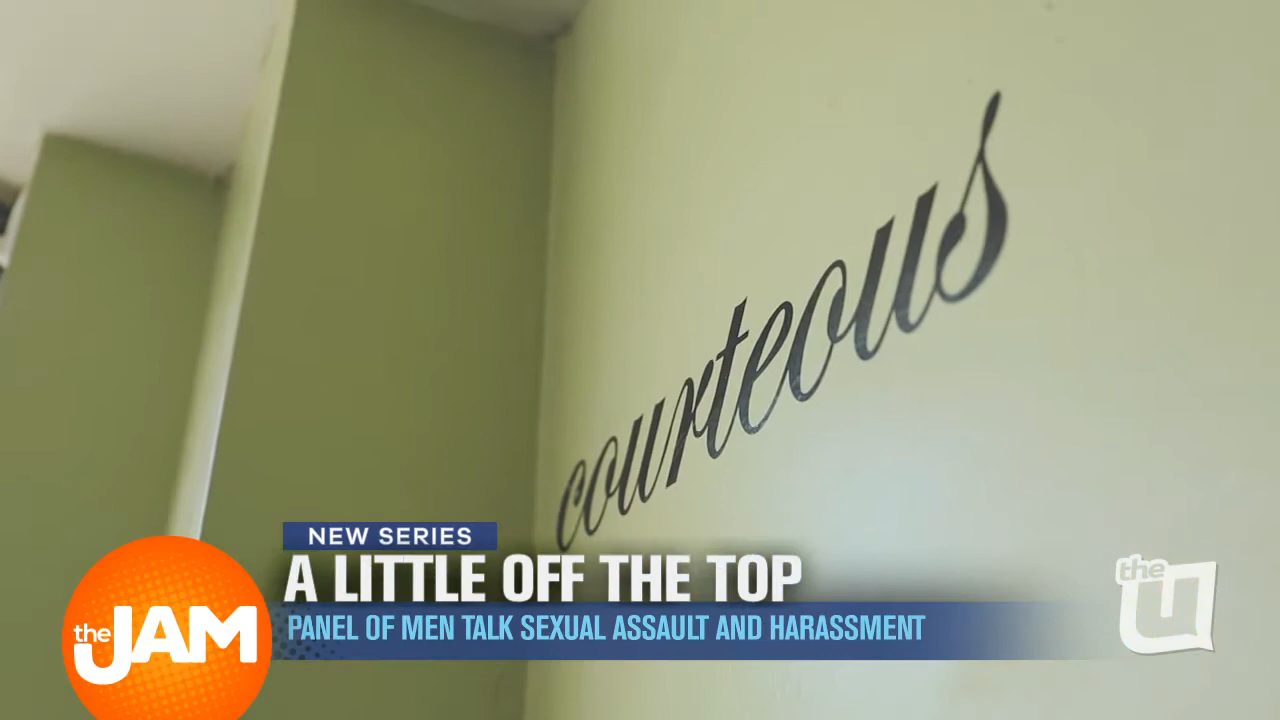 courteous
NEW SERIES
A LITTLE OFF THE TOP
PANEL OF MEN TALK SEXUAL ASSAULT AND HARASSMENT
the JAM
the U